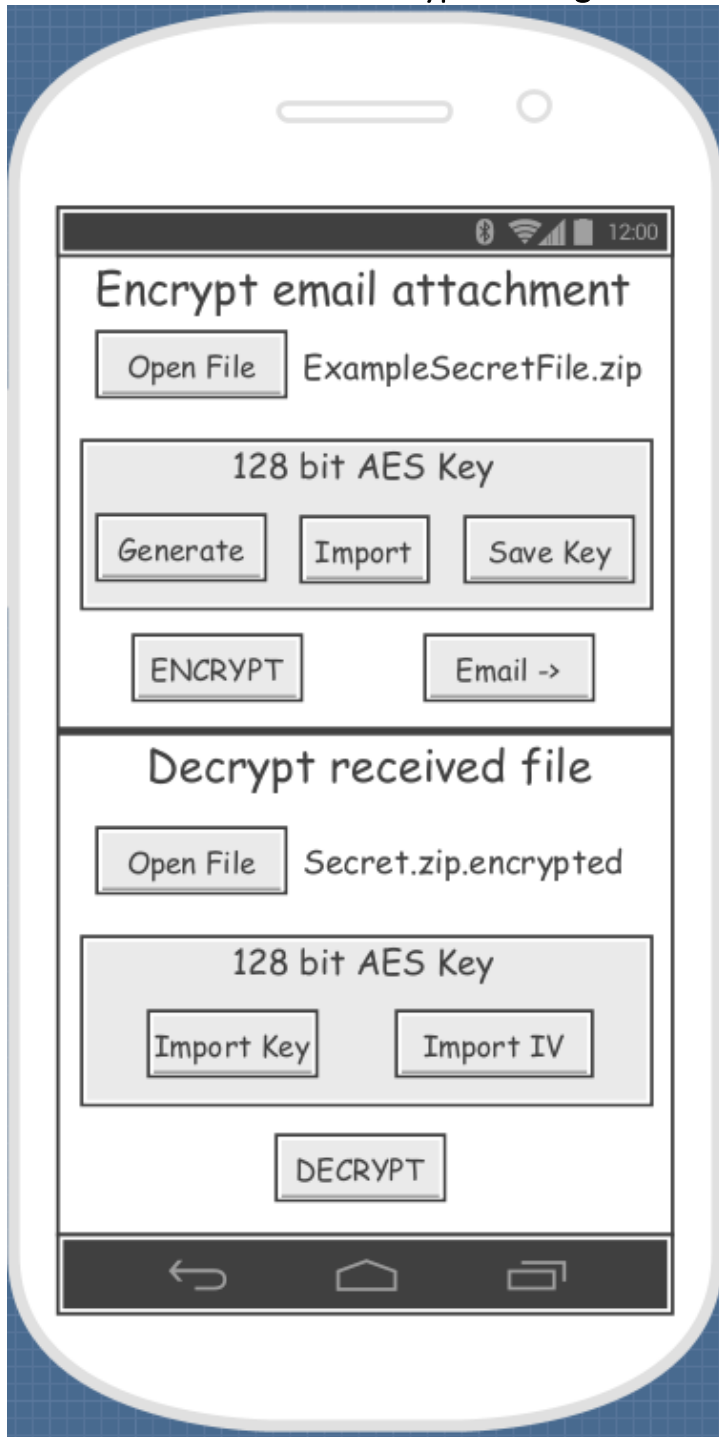 12:00
Encrypt email attachment
Open File ExampleSecretFile.zip
128 bit AES Key
Generate Import Save Key
ENCRYPT Email ->
Decrypt received file
Open File Secret.zip.encrypted
128 bit AES Key
Import Key Import IV
DECRYPT